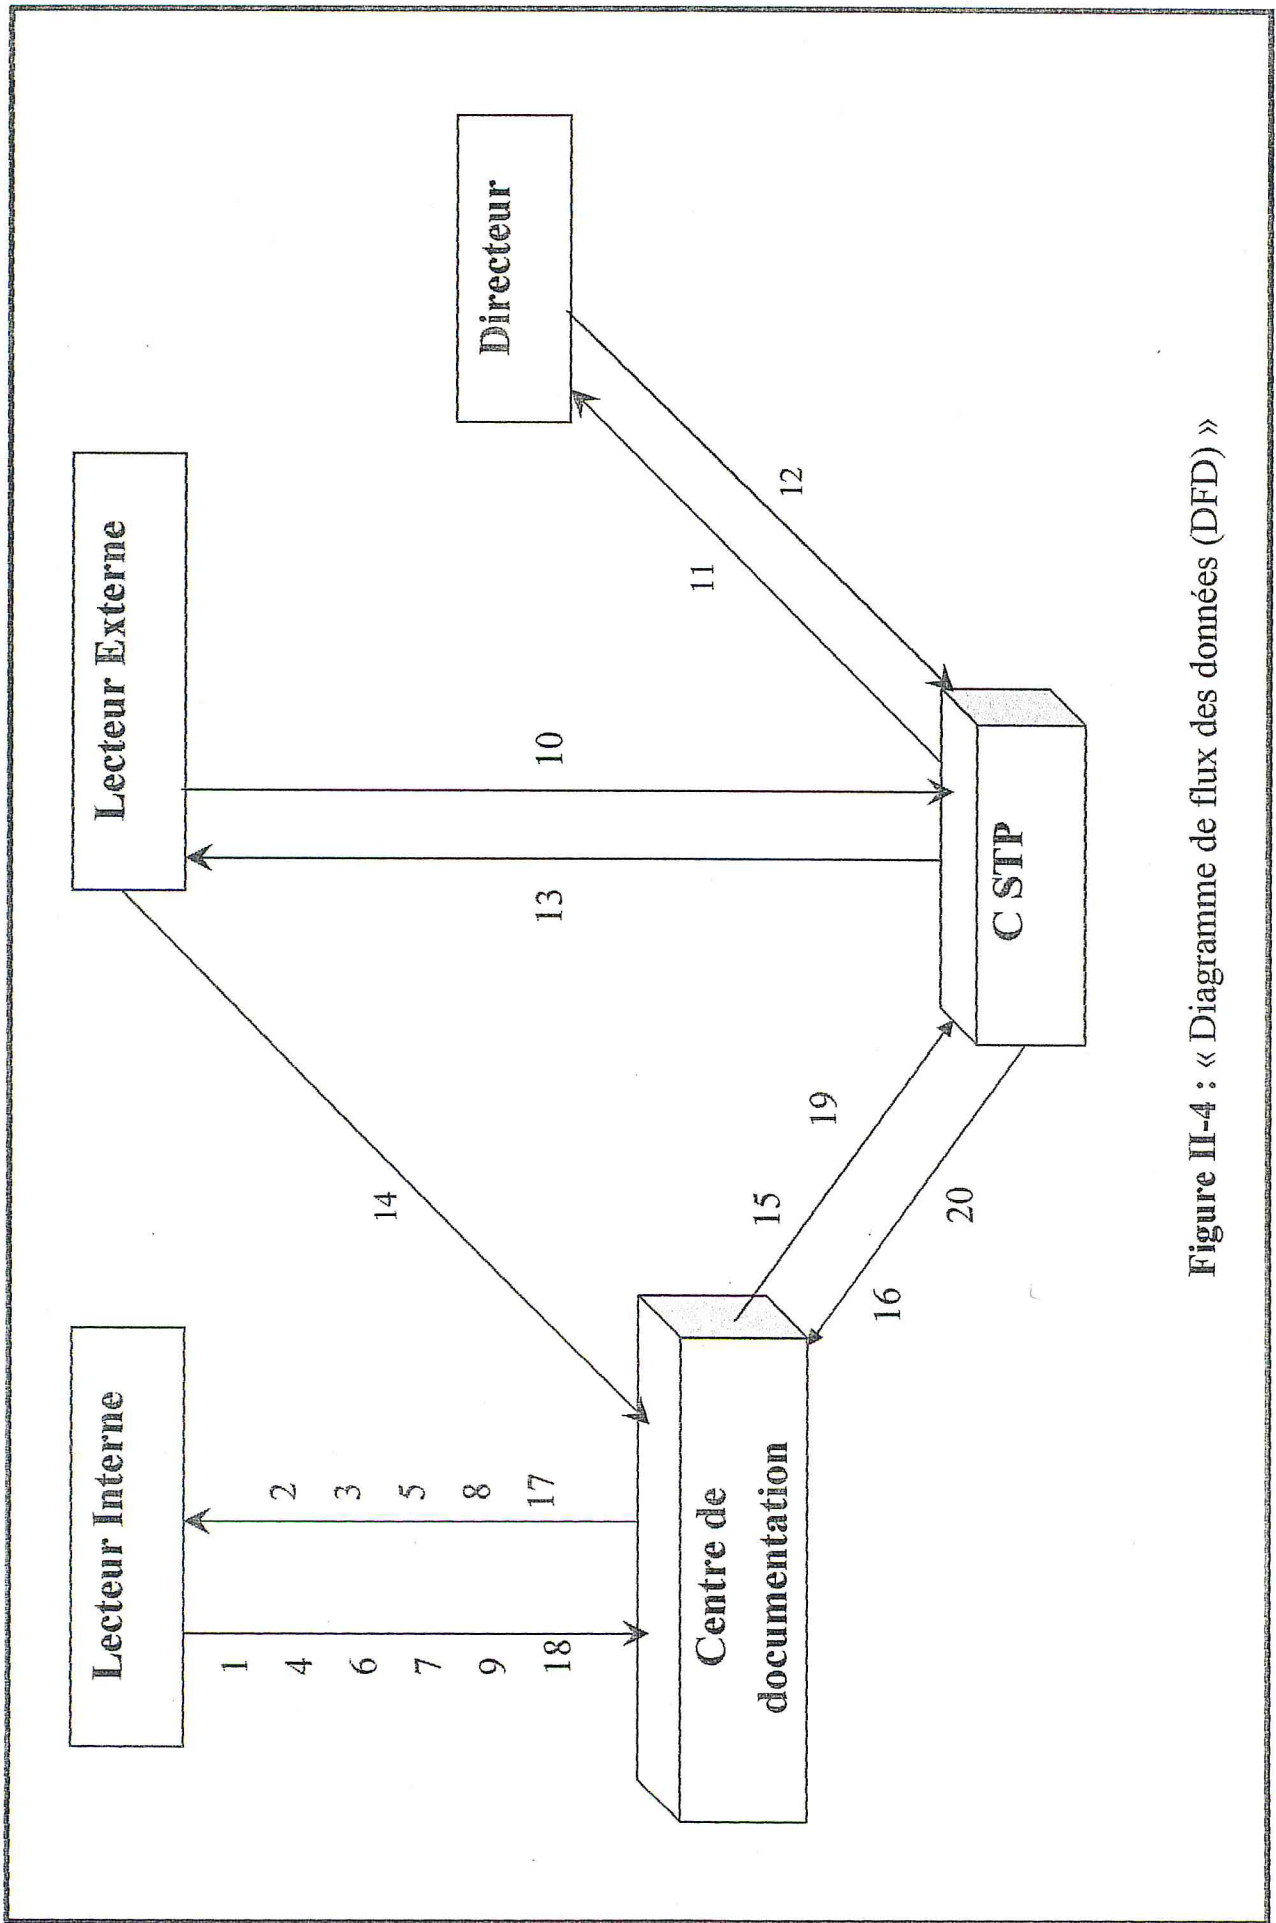 Lecteur Interne
Lecteur Externe
Directeur
1
4
6
7
9
18
2
3
5
8
17
14
13
10
11
12
15
19
16
20
Centre de
documentation
C STP
Figure II-4 : « Diagramme de flux des données (DFD) »